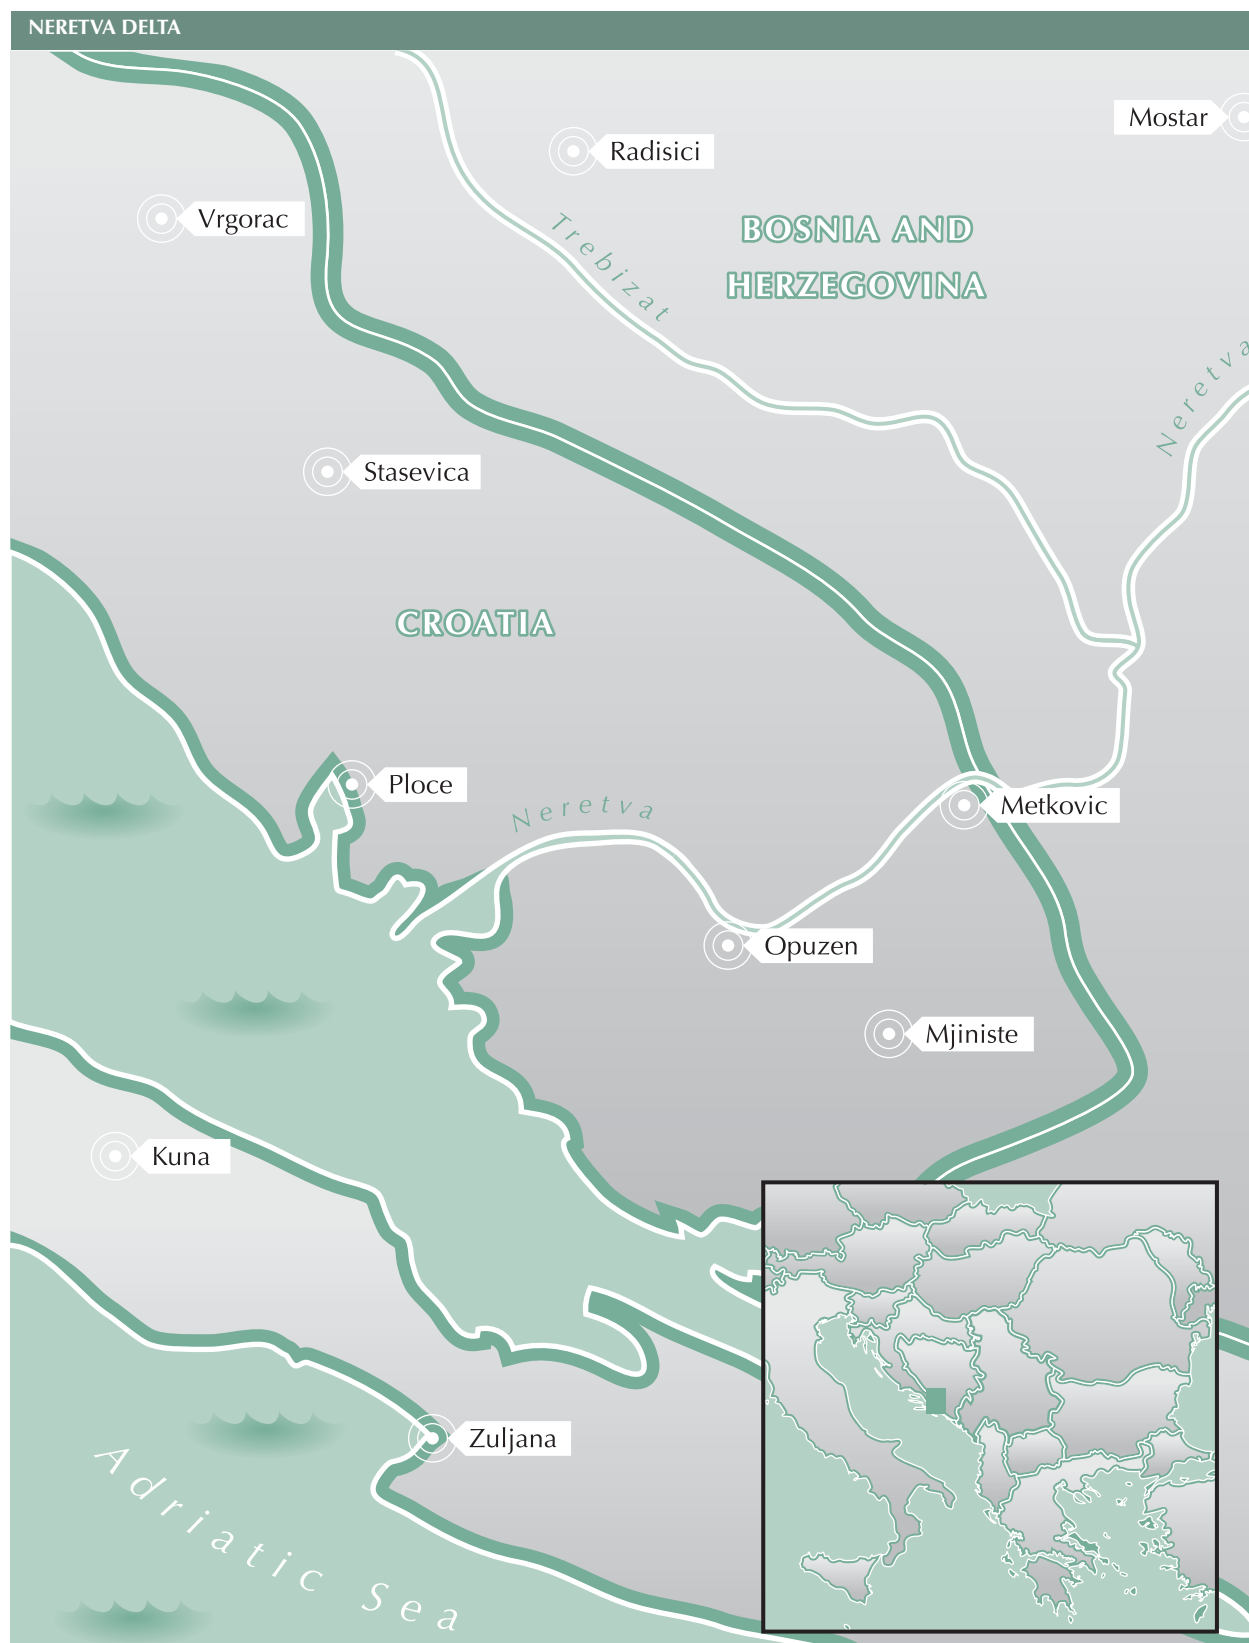 NERETVA DELTA
Mostar
Radisici
Vrgorac
BOSNIA AND
HERZEGOVINA
Trebizat
Neretva
Stasevica
CROATIA
Ploce
Neretva
Metkovic
Opuzen
Mjiniste
Kuna
Zuljana
Adriatic Sea